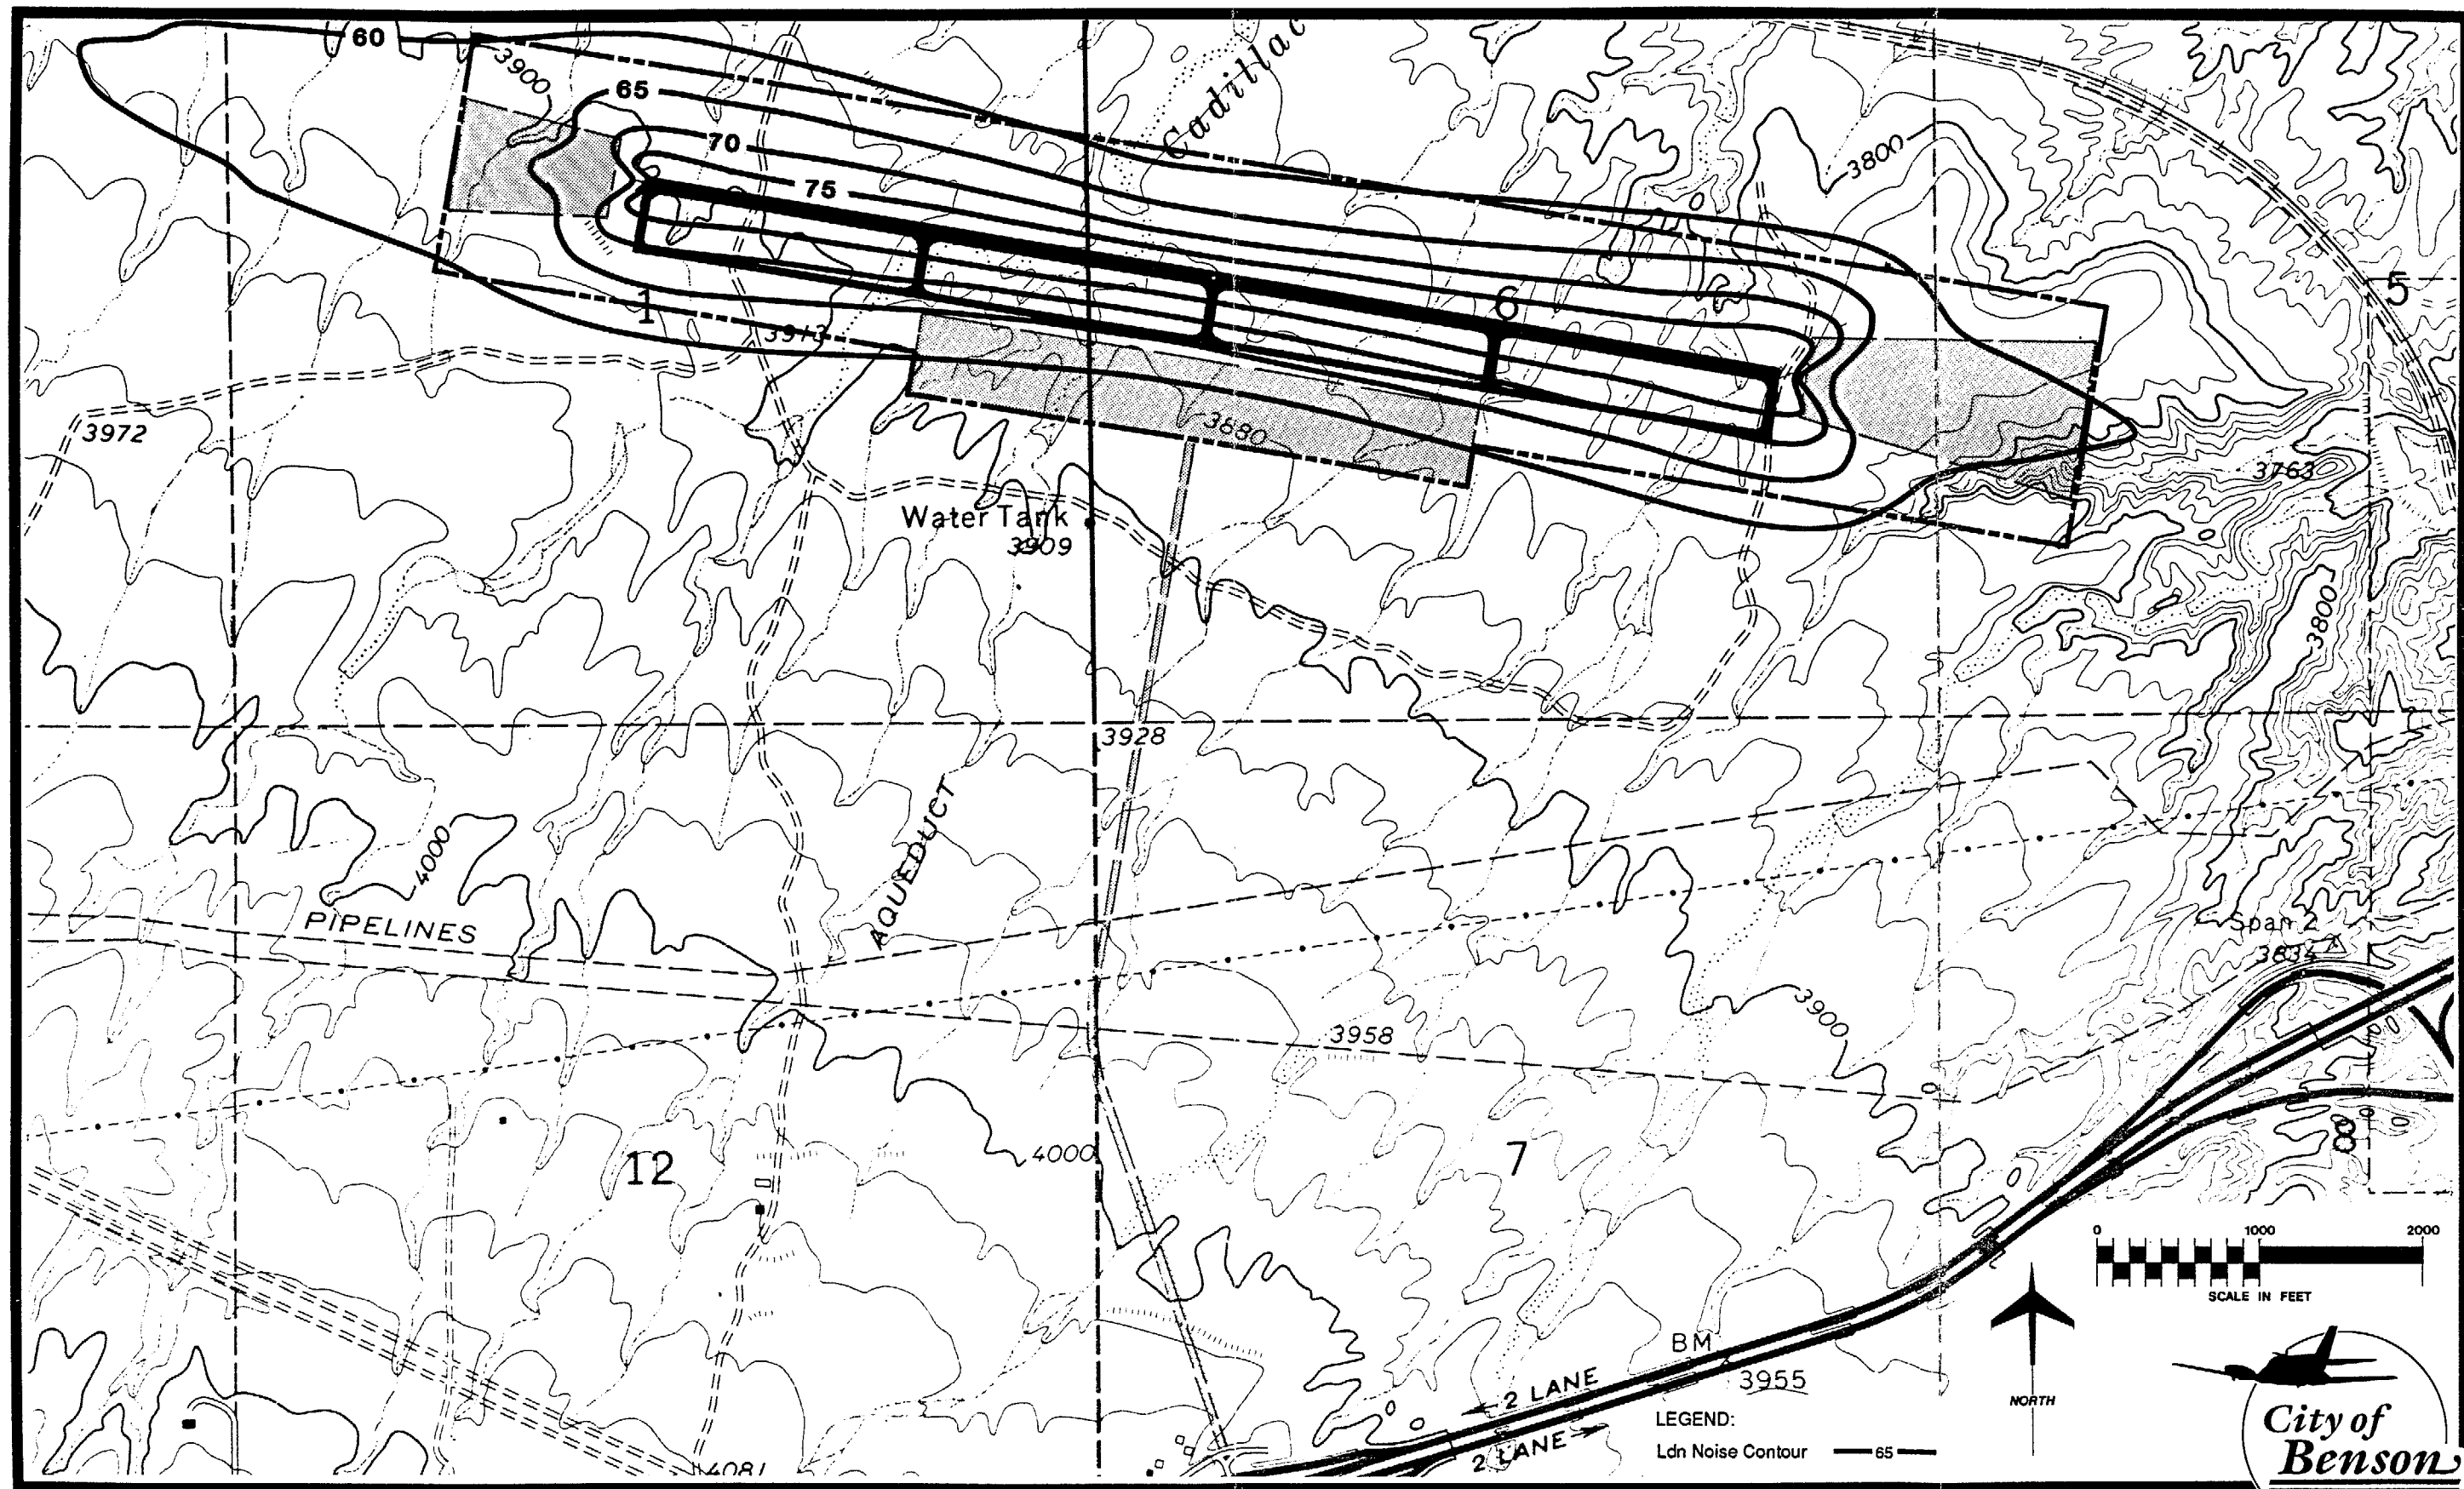 60
3900
Cadillac
65
70
75
3800
1
3913
6
5
3972
3880
3763
Water Tank
3909
3800
3928
4000
AQUEDUCT
PIPELINES
Span 2
3834
3900
3958
12
4000
7
8
0 1000 2000
SCALE IN FEET
BM
3955
2 LANE
2 LANE
NORTH
LEGEND:
Ldn Noise Contour 65
4081
City of
Benson